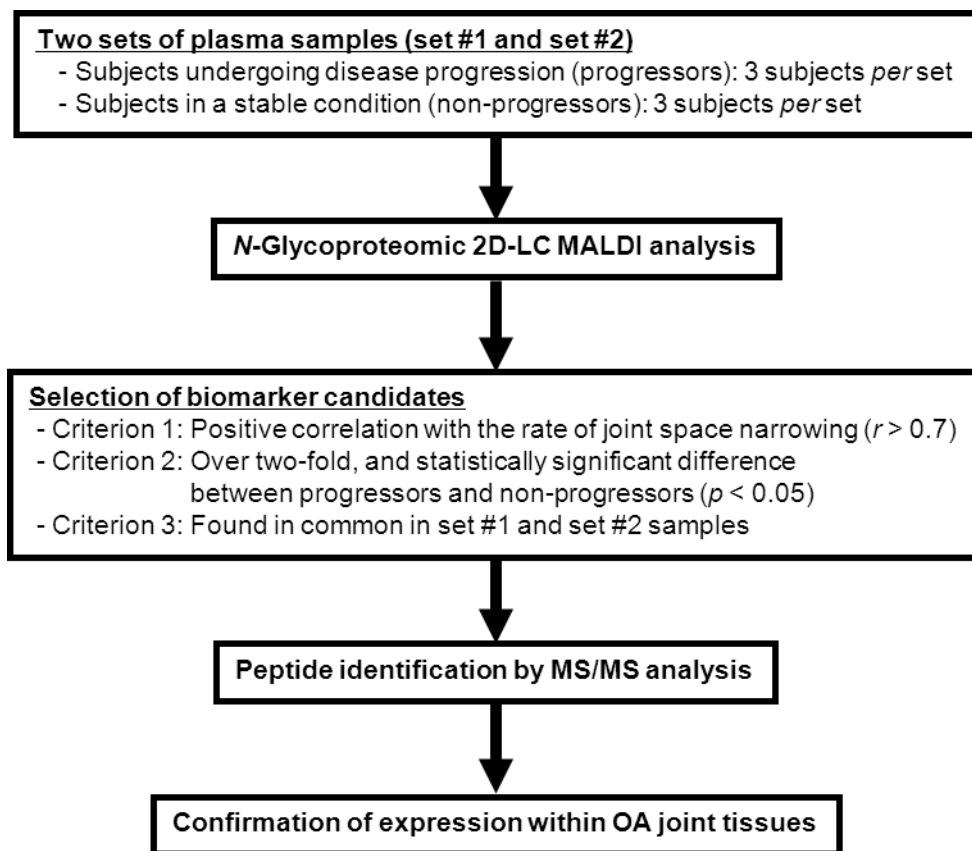 Two sets of plasma samples (set #1 and set #2)
- Subjects undergoing disease progression (progressors): 3 subjects per set
- Subjects in a stable condition (non-progressors): 3 subjects per set
N-Glycoproteomic 2D-LC MALDI analysis
Selection of biomarker candidates
- Criterion 1: Positive correlation with the rate of joint space narrowing (r > 0.7)
- Criterion 2: Over two-fold, and statistically significant difference
between progressors and non-progressors (p < 0.05)
- Criterion 3: Found in common in set #1 and set #2 samples
Peptide identification by MS/MS analysis
Confirmation of expression within OA joint tissues